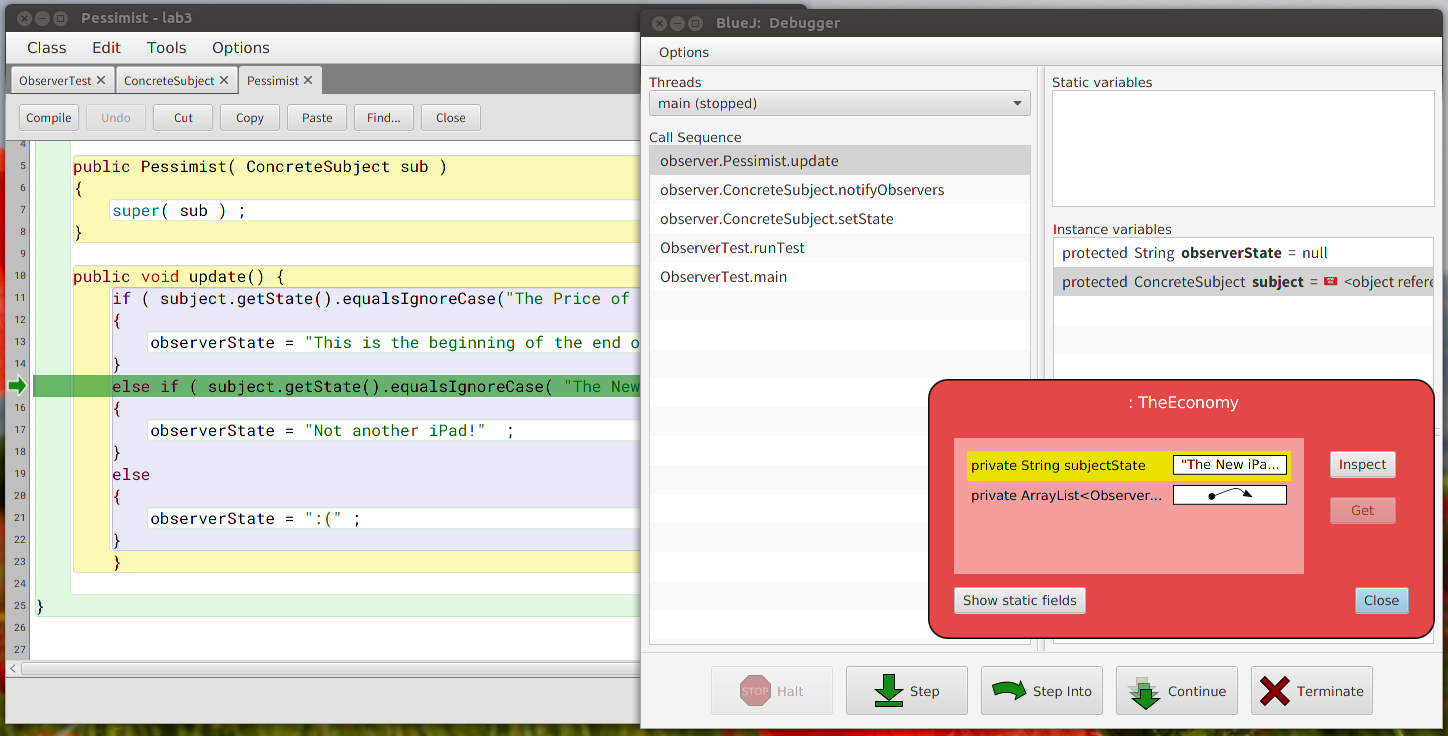 Pessimist - lab3
Class Edit Tools Options
ObserverTest ConcreteSubject Pessimist
Compile Undo Cut Copy Paste Find... Close
4
5 public Pessimist( ConcreteSubject sub )
6 {
7 super( sub ) ;
8 }
9
10 public void update() {
11 if ( subject.getState().equalsIgnoreCase("The Price of
12 {
13 observerState = "This is the beginning of the end o
14 }
else if ( subject.getState().equalsIgnoreCase( "The New
16 {
17 observerState = "Not another iPad!" ;
18 }
19 else
20 {
21 observerState = ":(" ;
22 }
23 }
24
25 }
26
27
BlueJ: Debugger
Options
Threads
main (stopped)
Call Sequence
observer.Pessimist.update
observer.ConcreteSubject.notifyObservers
observer.ConcreteSubject.setState
ObserverTest.runTest
ObserverTest.main
Static variables
Instance variables
protected String observerState = null
protected ConcreteSubject subject = <object refere
: TheEconomy
private String subjectState "The New iPa...
private ArrayList<Observer...
Inspect
Get
Show static fields
Close
STOP Halt Step Step Into Continue Terminate